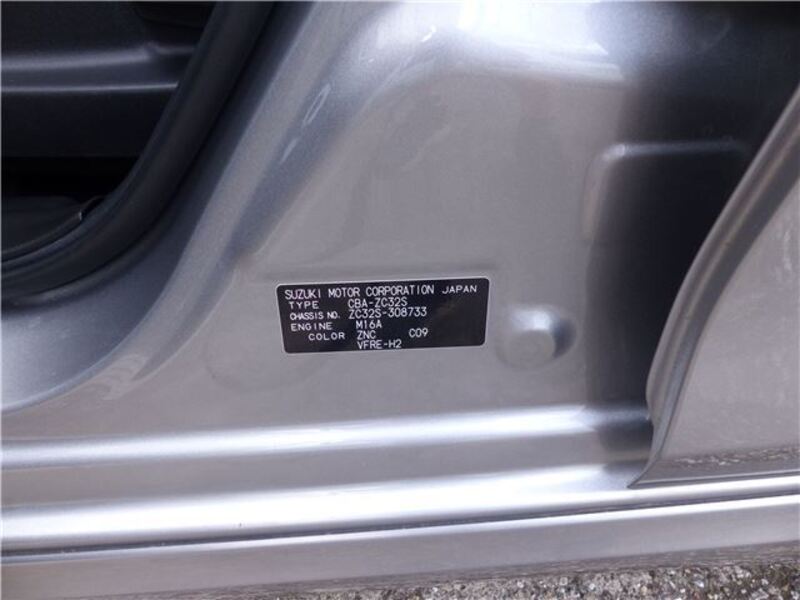 SUZUKI MOTOR CORPORATION JAPAN
TYPE CBA-ZC32S
CHASSIS NO. ZC32S-308733
ENGINE M16A
COLOR ZNC C09
VFRE-H2